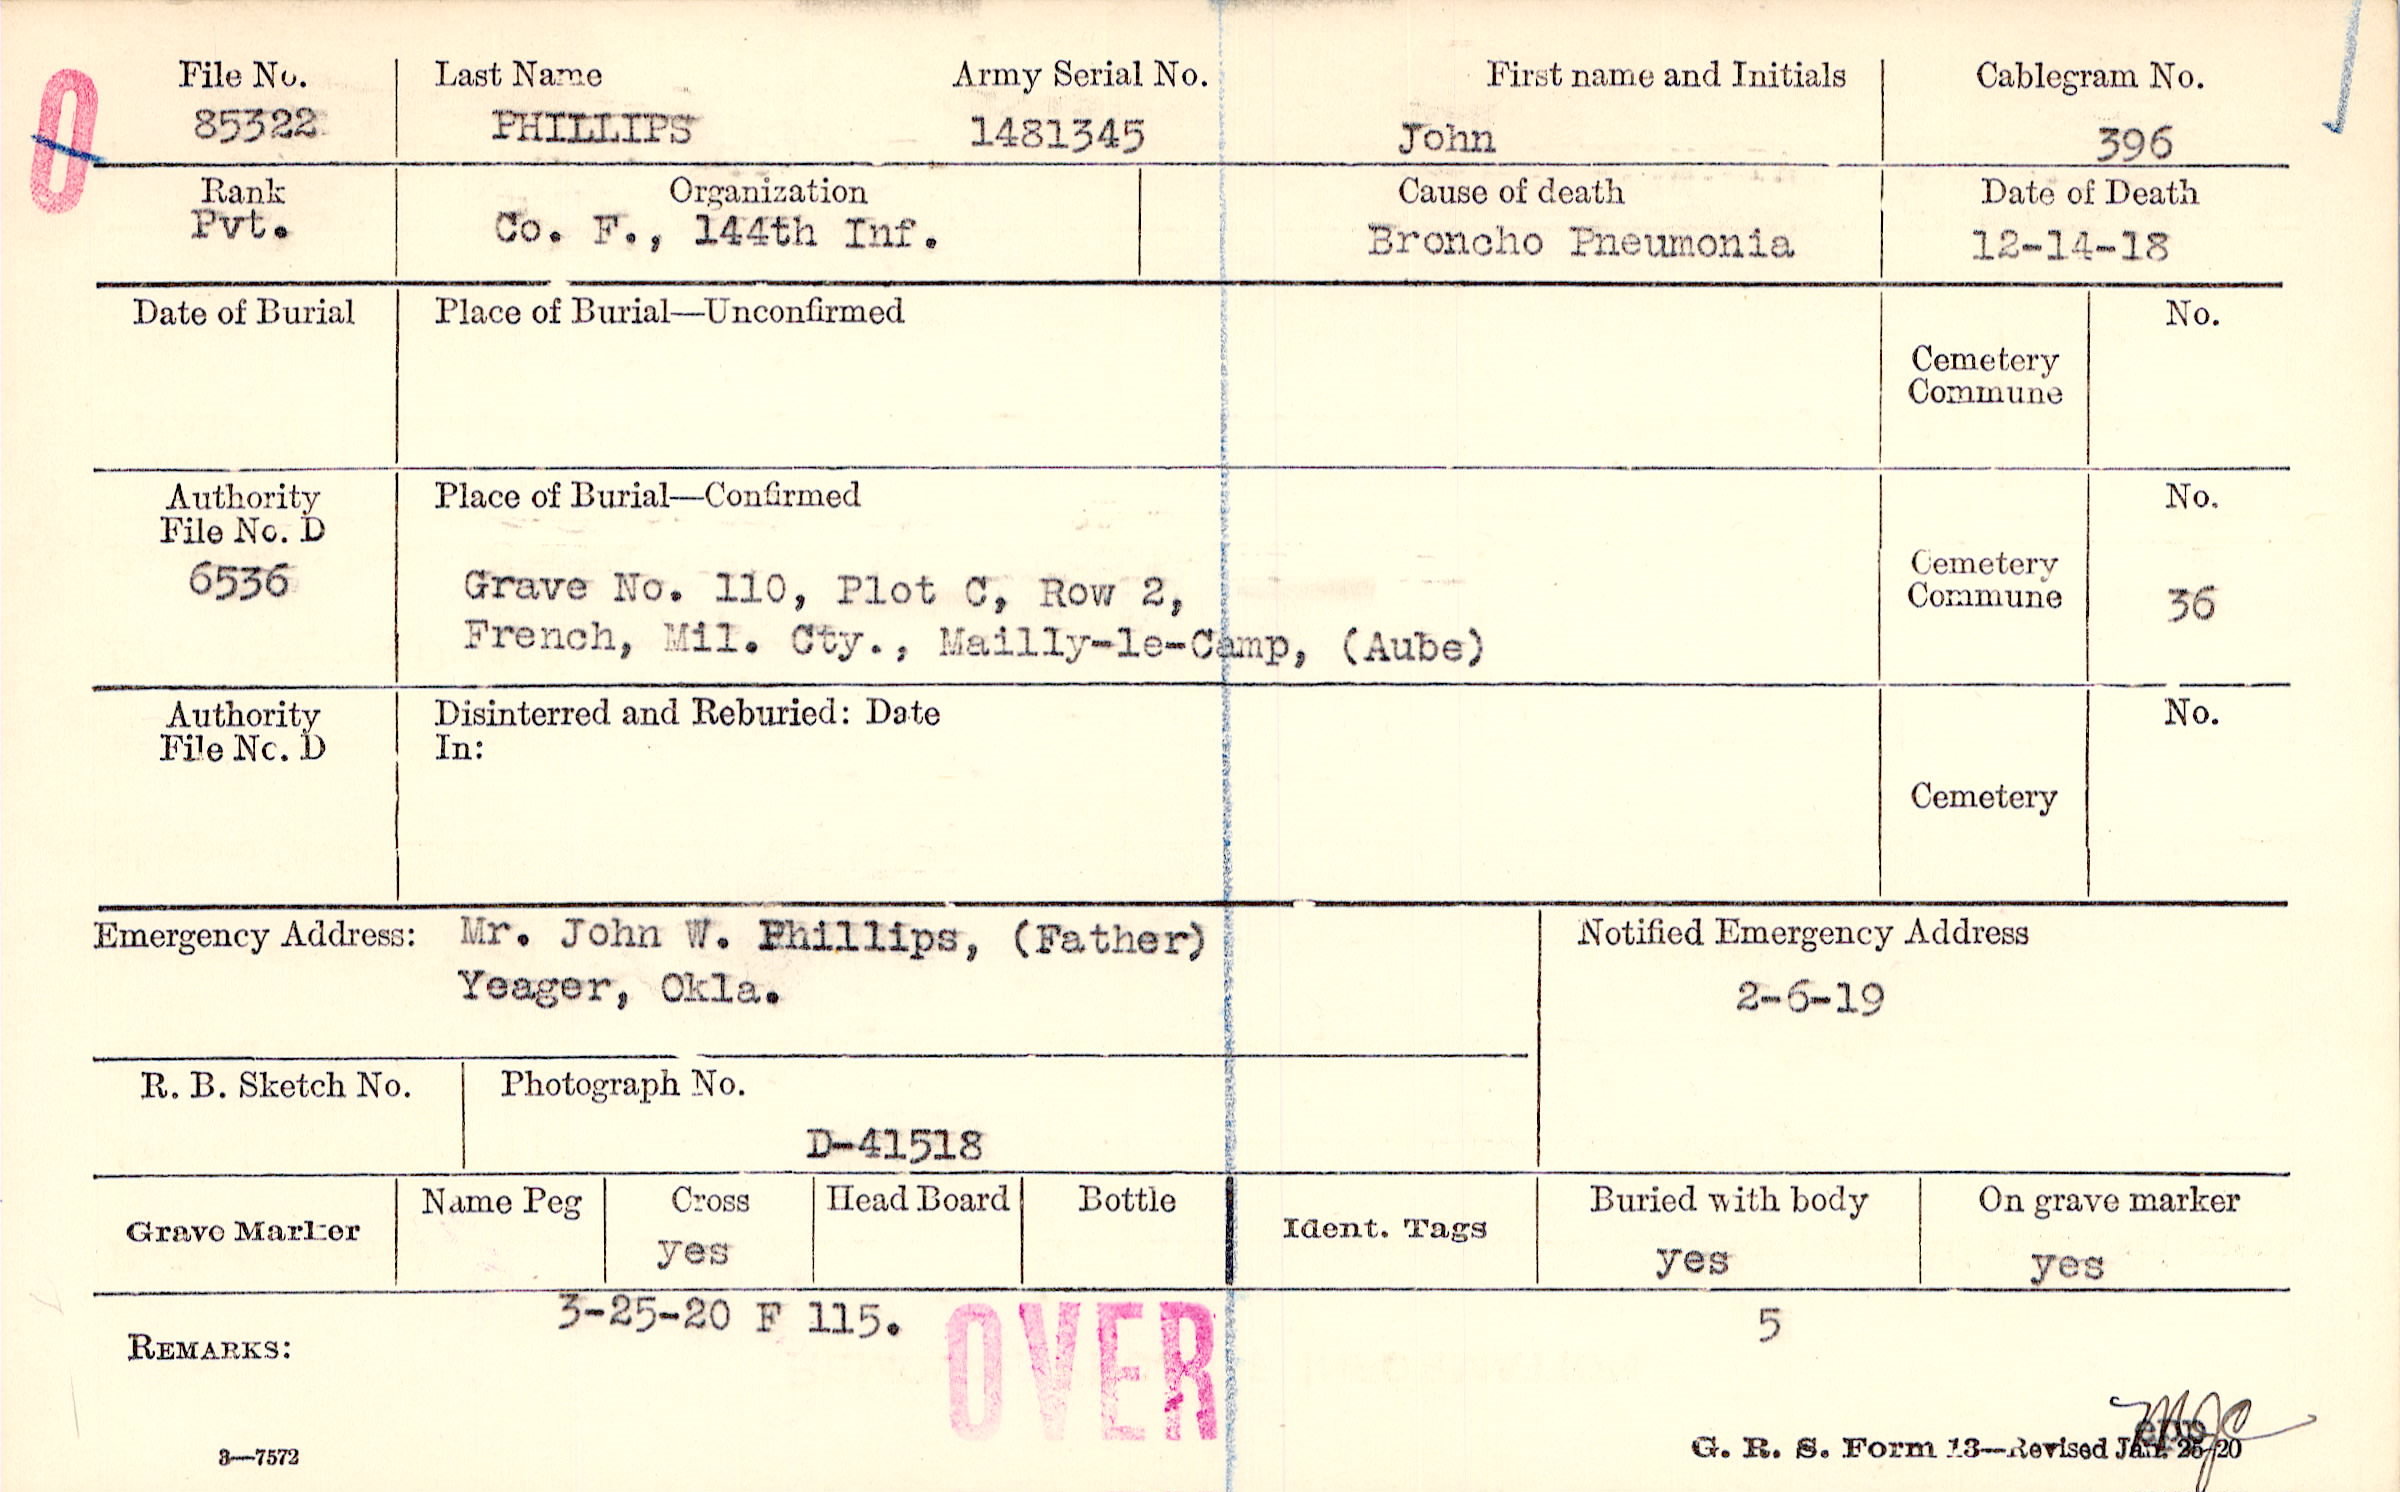 O
File No. Last Name Army Serial No. First name and Initials Cablegram No.
85322 PHILLIPS 1481345 John 396
Rank Organization Cause of death Date of Death
Pvt. Co. F., 144th Inf. Broncho Pneumonia 12-14-18
Date of Burial Place of Burial—Unconfirmed No.
Cemetery
Commune
Authority Place of Burial—Confirmed No.
File No. D
6536 Grave No. 110, Plot C, Row 2, Cemetery
Commune 36
French, Mil. Cty., Mailly-le-Camp, (Aube)
Authority Disinterred and Reburied: Date No.
File No. D In:
Cemetery
Emergency Address: Mr. John W. Phillips, (Father) Notified Emergency Address
Yeager, Okla. 2-6-19
R. B. Sketch No. Photograph No.
D-41518
Grave Marker Name Peg Cross Head Board Bottle Ident. Tags Buried with body On grave marker
yes yes yes
3-25-20 F 115. 5
REMARKS:
OVER
3—7572 G. R. S. Form 13—Revised Jan. 26-20